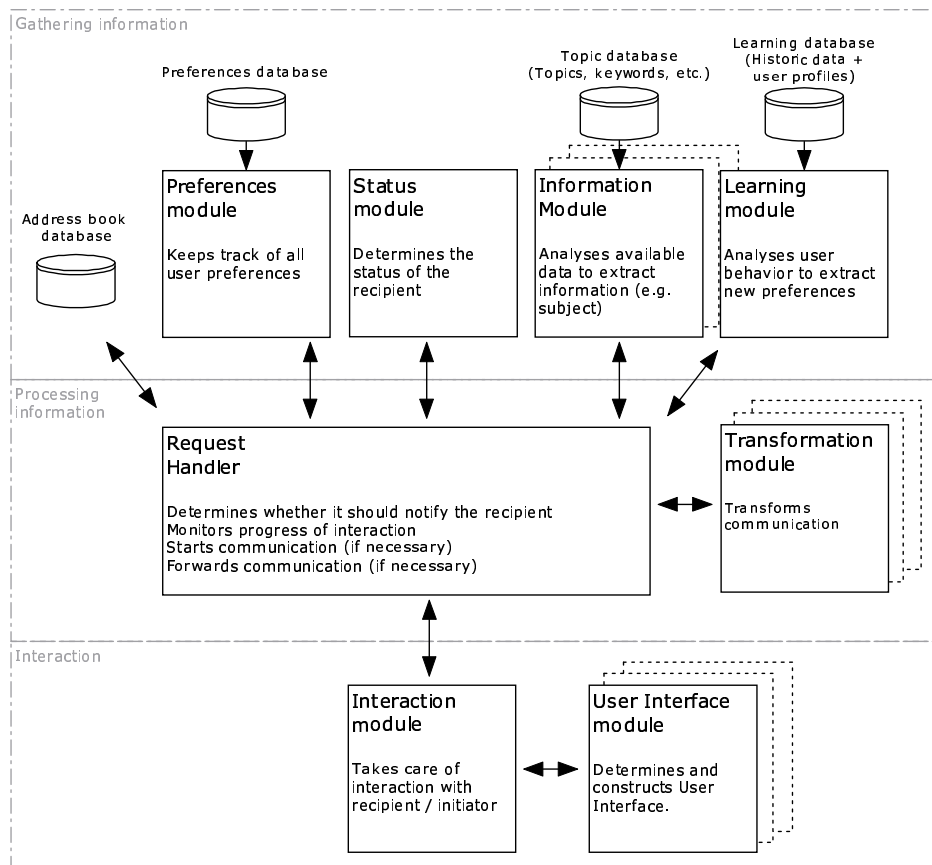 Gathering information
Preferences database
Topic database
(Topics, keywords, etc.)
Learning database
(Historic data +
user profiles)
Address book
database
Preferences
module
Keeps track of all
user preferences
Status
module
Determines the
status of the
recipient
Information
Module
Analyses available
data to extract
information (e.g.
subject)
Learning
module
Analyses user
behavior to extract
new preferences
Processing
information
Request
Handler
Determines whether it should notify the recipient
Monitors progress of interaction
Starts communication (if necessary)
Forwards communication (if necessary)
Transformation
module
Transforms
communication
Interaction
Interaction
module
Takes care of
interaction with
recipient / initiator
User Interface
module
Determines and
constructs User
Interface.